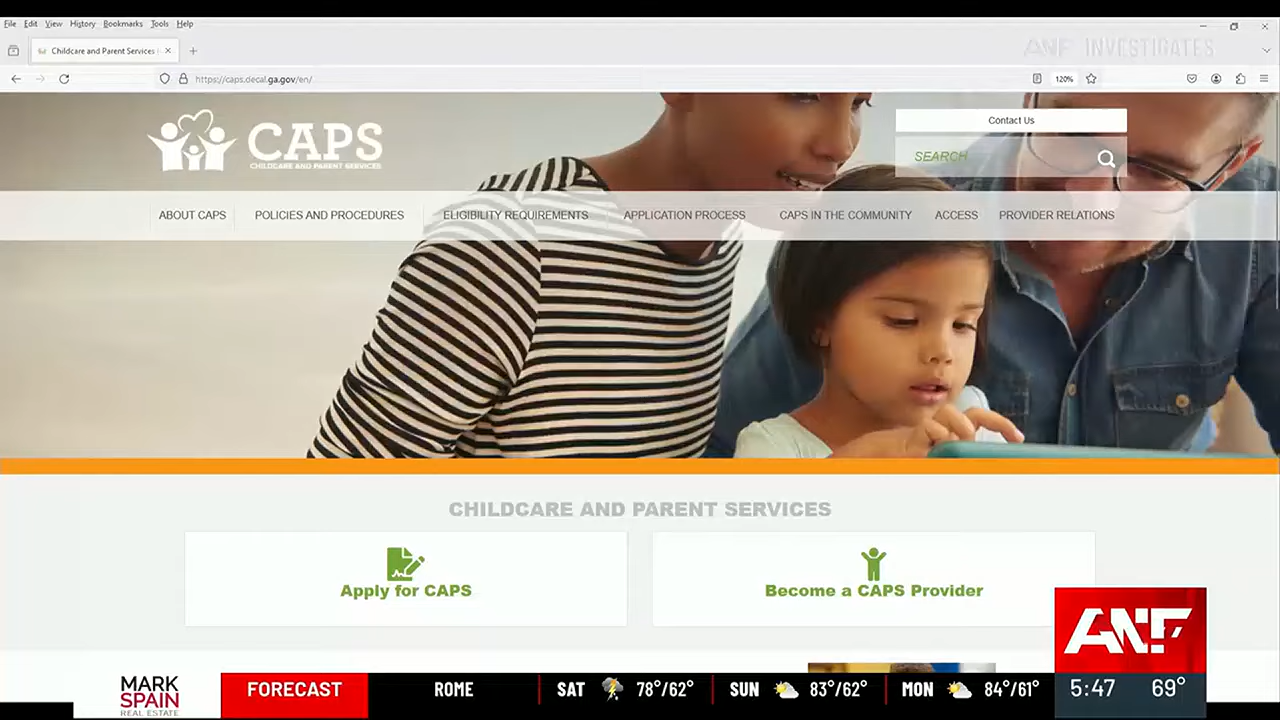 File Edit View History Bookmarks Tools Help
Childcare and Parent Services
ANF INVESTIGATES
https://caps.decal.ga.gov/en/
120%
CAPS
CHILDCARE AND PARENT SERVICES
Contact Us
SEARCH
ABOUT CAPS POLICIES AND PROCEDURES ELIGIBILITY REQUIREMENTS APPLICATION PROCESS CAPS IN THE COMMUNITY ACCESS PROVIDER RELATIONS
CHILDCARE AND PARENT SERVICES
Apply for CAPS Become a CAPS Provider
ANF
MARK
SPAIN
REAL ESTATE
FORECAST ROME SAT 78°/62° SUN 83°/62° MON 84°/61° 5:47 69°